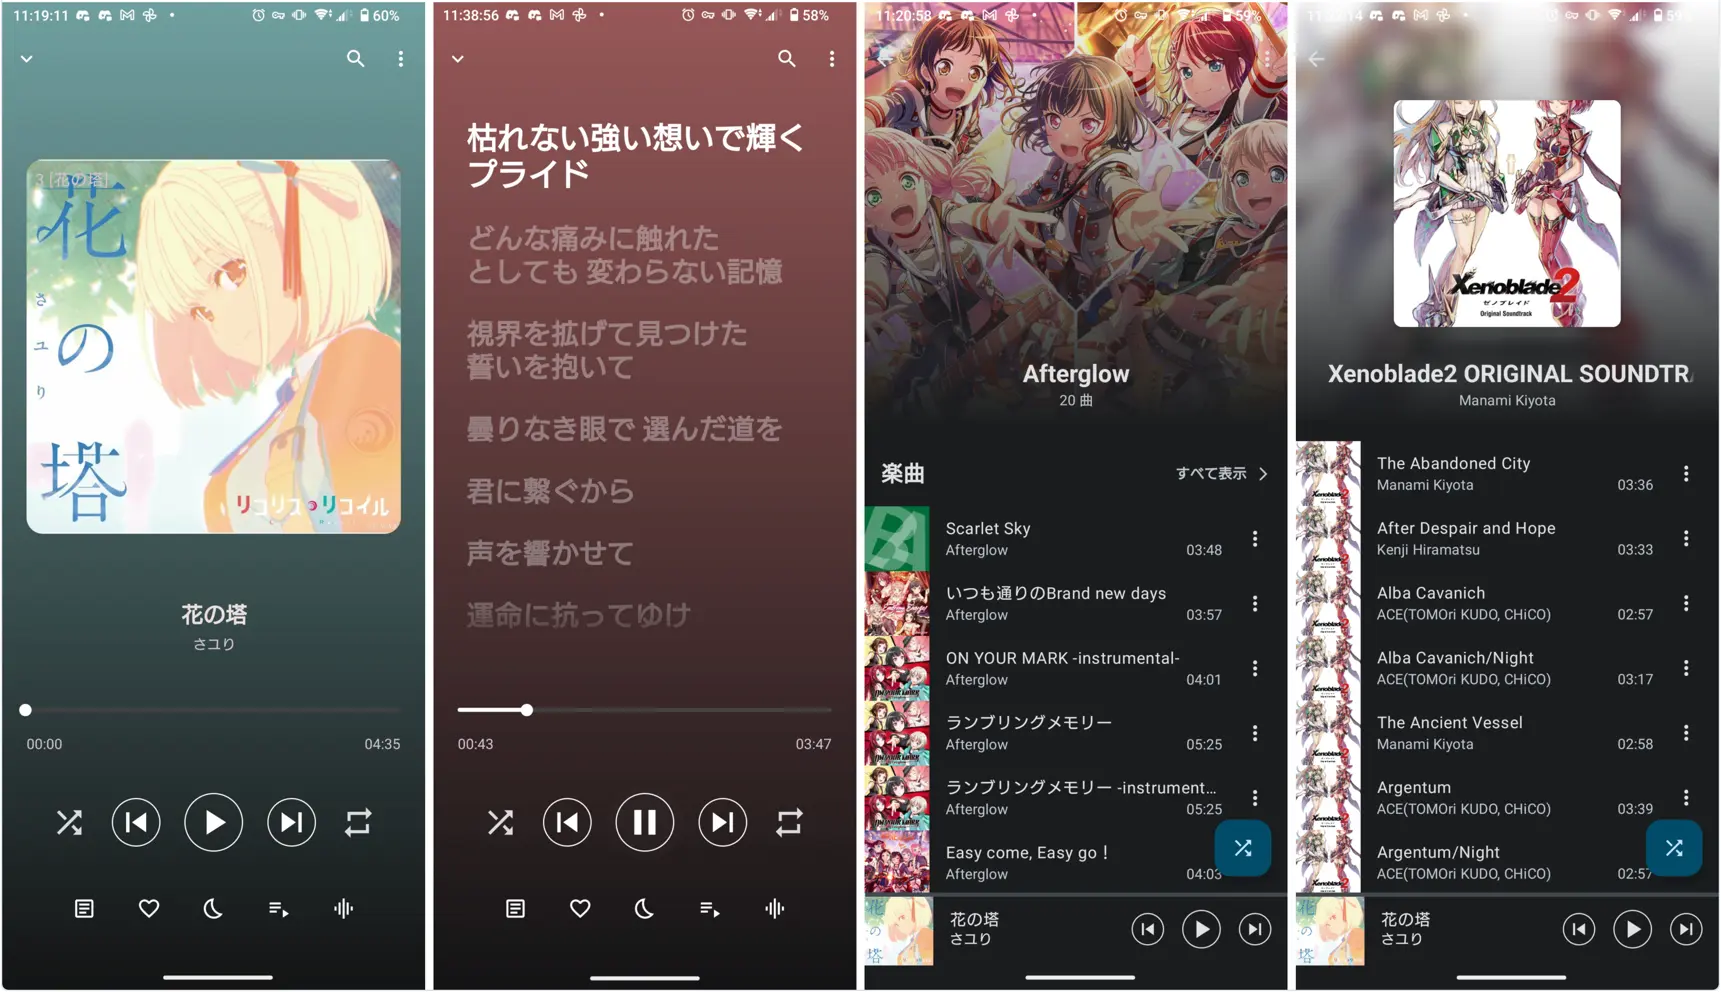 11:19:11
60%
3 [花の塔]
花の塔
さユり
リコリス リコイル
花の塔
さユり
00:00
04:35
11:38:56
58%
枯れない強い想いで輝く
プライド
どんな痛みに触れた
としても 変わらない記憶
視界を拡げて見つけた
誓いを抱いて
曇りなき眼で 選んだ道を
君に繋ぐから
声を響かせて
運命に抗ってゆけ
00:43
03:47
11:20:58
59%
Afterglow
20 曲
楽曲
すべて表示
Scarlet Sky
Afterglow
03:48
いつも通りのBrand new days
Afterglow
03:57
ON YOUR MARK -instrumental-
Afterglow
04:01
ランブリングメモリー
Afterglow
05:25
ランブリングメモリー -instrument...
Afterglow
05:25
Easy come, Easy go！
Afterglow
04:03
花の塔
さユり
Xenoblade2
ゼノブレイド
Original Soundtrack
Xenoblade2 ORIGINAL SOUNDTR
Manami Kiyota
The Abandoned City
Manami Kiyota
03:36
After Despair and Hope
Kenji Hiramatsu
03:33
Alba Cavanich
ACE(TOMOri KUDO, CHiCO)
02:57
Alba Cavanich/Night
ACE(TOMOri KUDO, CHiCO)
03:17
The Ancient Vessel
Manami Kiyota
02:58
Argentum
ACE(TOMOri KUDO, CHiCO)
03:39
Argentum/Night
ACE(TOMOri KUDO, CHiCO)
02:57
花の塔
さユり